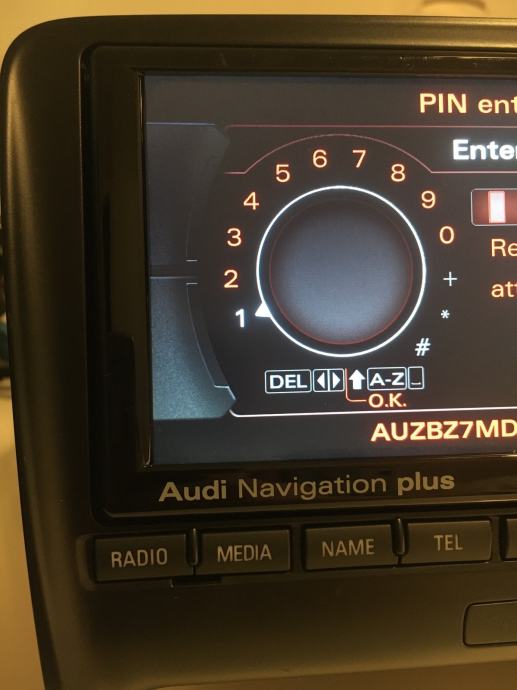 PIN ent
Enter
5 6 7 8
4 9
3 0
2 +
1 *
#
Re
att
DEL A-Z
O.K.
AUZBZ7MD
Audi Navigation plus
RADIO MEDIA NAME TEL